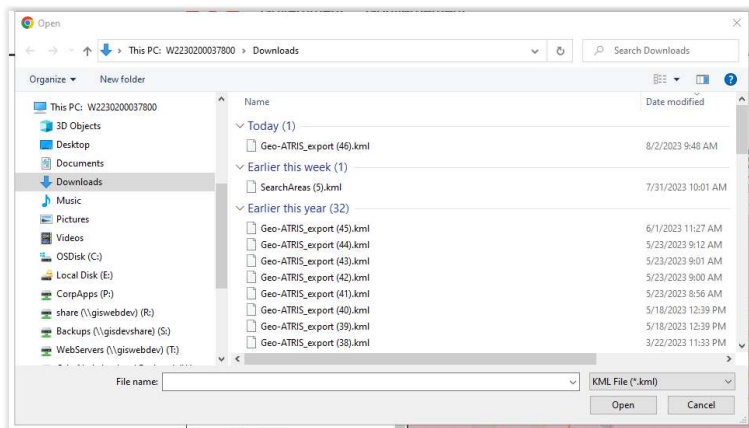 Open
This PC: W2230200037800 > Downloads
Search Downloads
Organize
New folder
This PC: W2230200037800
3D Objects
Desktop
Documents
Downloads
Music
Pictures
Videos
OSDisk (C:)
Local Disk (E:)
CorpApps (P:)
share (\\giswebdev) (R:)
Backups (\\gisdevshare) (S:)
WebServers (\\giswebdev) (T:)
Name
Date modified
Today (1)
Geo-ATRIS_export (46).kml 8/2/2023 9:48 AM
Earlier this week (1)
SearchAreas (5).kml 7/31/2023 10:01 AM
Earlier this year (32)
Geo-ATRIS_export (45).kml 6/1/2023 11:27 AM
Geo-ATRIS_export (44).kml 5/23/2023 9:12 AM
Geo-ATRIS_export (43).kml 5/23/2023 9:01 AM
Geo-ATRIS_export (42).kml 5/23/2023 9:00 AM
Geo-ATRIS_export (41).kml 5/23/2023 8:56 AM
Geo-ATRIS_export (40).kml 5/18/2023 12:39 PM
Geo-ATRIS_export (39).kml 5/18/2023 12:39 PM
Geo-ATRIS_export (38).kml 3/22/2023 11:33 PM
File name:
KML File (*.kml)
Open
Cancel